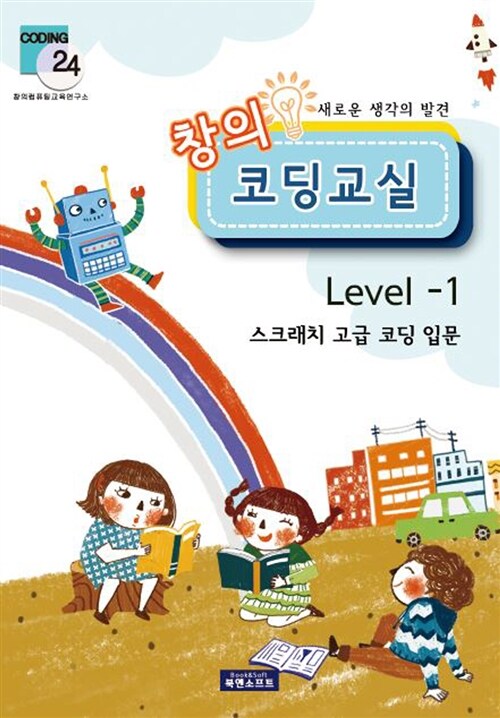 CODING
24
창의컴퓨팅교육연구소
새로운 생각의 발견
창의
코딩교실
Level -1
스크래치 고급 코딩 입문
Book&Soft
북앤소프트